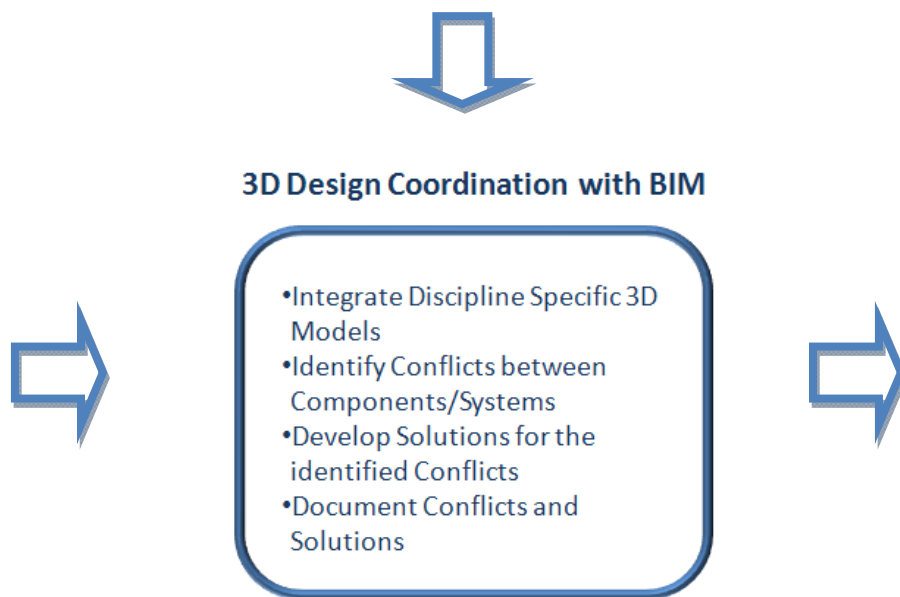 3D Design Coordination with BIM
•Integrate Discipline Specific 3D
Models
•Identify Conflicts between
Components/Systems
•Develop Solutions for the
identified Conflicts
•Document Conflicts and
Solutions